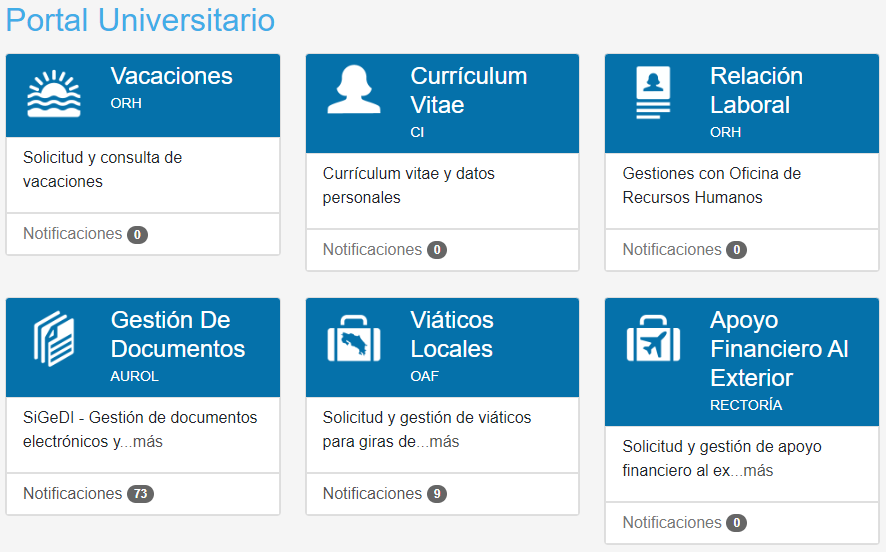 Portal Universitario
Vacaciones
ORH
Solicitud y consulta de
vacaciones
Notificaciones 0
Currículum
Vitae
CI
Currículum vitae y datos
personales
Notificaciones 0
Relación
Laboral
ORH
Gestiones con Oficina de
Recursos Humanos
Notificaciones 0
Gestión De
Documentos
AUROL
SiGeDI - Gestión de documentos
electrónicos y...más
Notificaciones 73
Viáticos
Locales
OAF
Solicitud y gestión de viáticos
para giras de...más
Notificaciones 9
Apoyo
Financiero Al
Exterior
RECTORÍA
Solicitud y gestión de apoyo
financiero al ex...más
Notificaciones 0